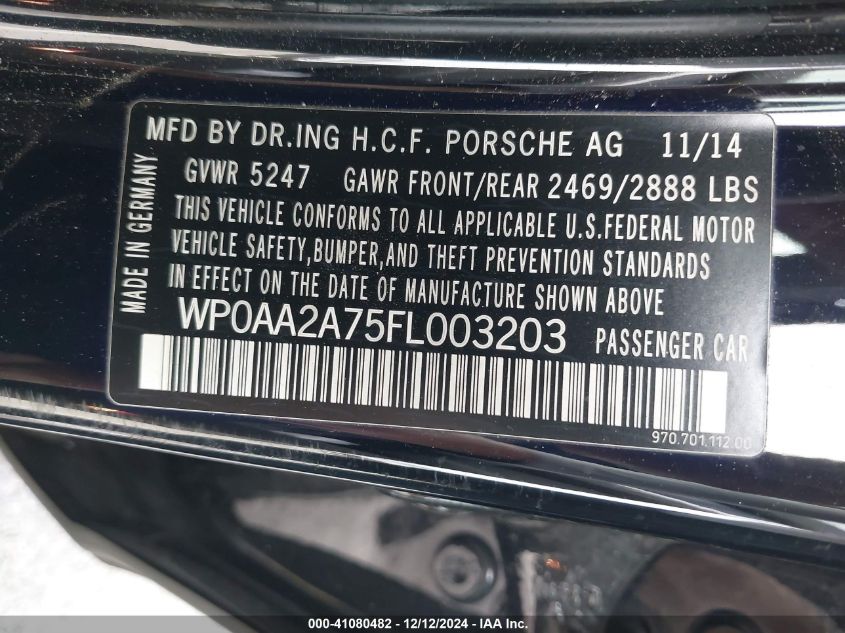 MFD BY DR.ING H.C.F. PORSCHE AG 11/14
GVWR 5247 GAWR FRONT/REAR 2469/2888 LBS
THIS VEHICLE CONFORMS TO ALL APPLICABLE U.S.FEDERAL MOTOR
VEHICLE SAFETY,BUMPER,AND THEFT PREVENTION STANDARDS
IN EFFECT ON THE DATE OF MANUFACTURE SHOWN ABOVE
MADE IN GERMANY
WP0AA2A75FL003203 PASSENGER CAR
970.701.112.00
000-41080482 - 12/12/2024 - IAA Inc.